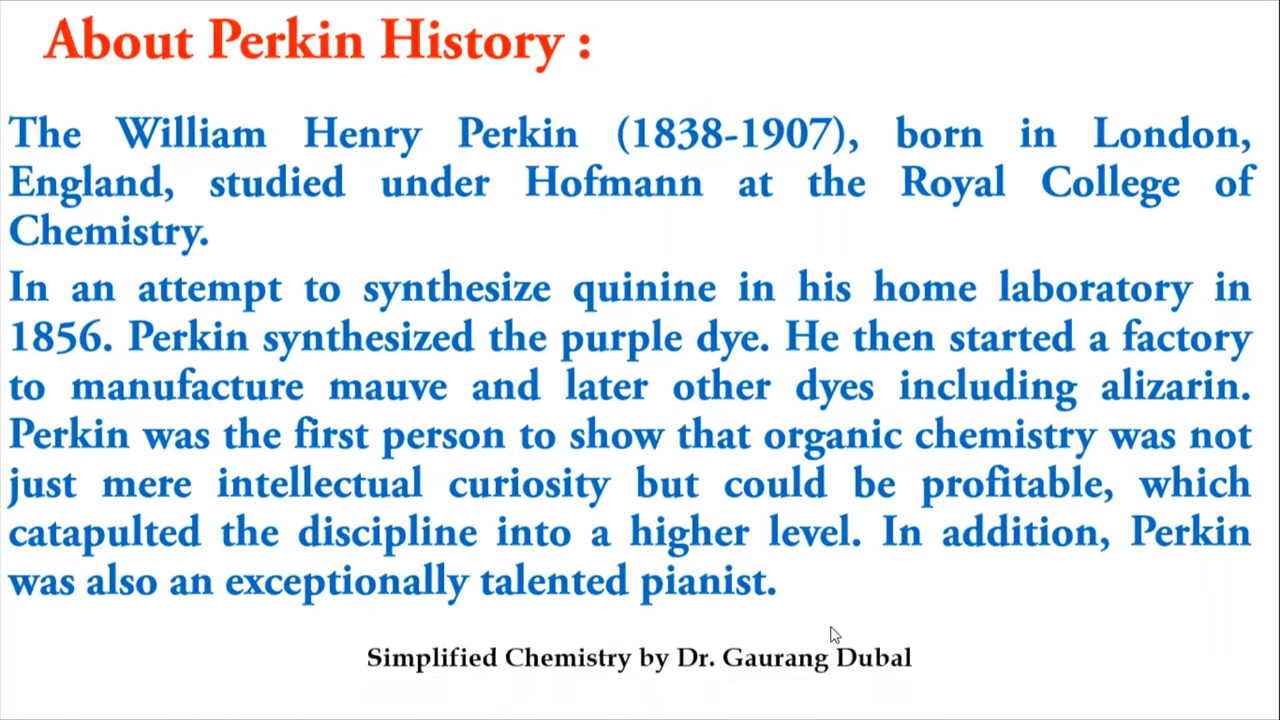 About Perkin History :
The William Henry Perkin (1838-1907), born in London,
England, studied under Hofmann at the Royal College of
Chemistry.
In an attempt to synthesize quinine in his home laboratory in
1856. Perkin synthesized the purple dye. He then started a factory
to manufacture mauve and later other dyes including alizarin.
Perkin was the first person to show that organic chemistry was not
just mere intellectual curiosity but could be profitable, which
catapulted the discipline into a higher level. In addition, Perkin
was also an exceptionally talented pianist.
Simplified Chemistry by Dr. Gaurang Dubal